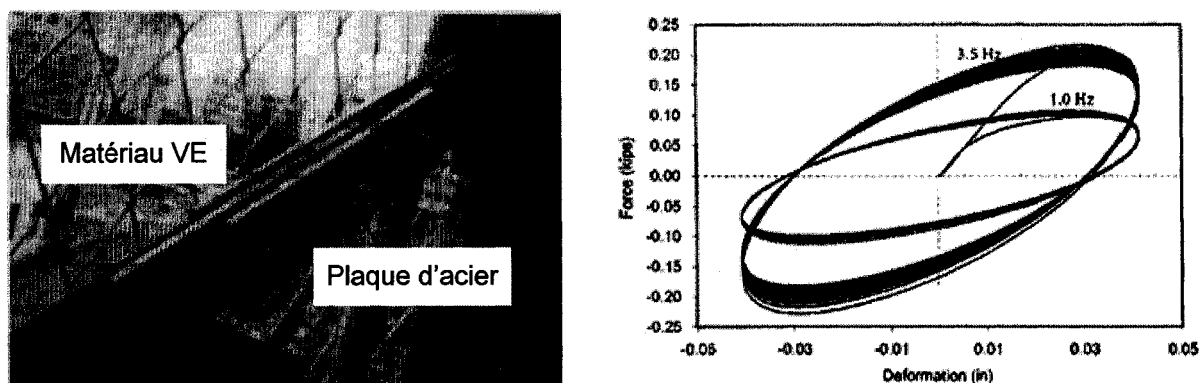 Matériau VE
Plaque d'acier
0.25
0.20
0.15
0.10
0.05
0.00
-0.05
-0.10
-0.15
-0.20
-0.25
Force (kips)
3.5 Hz
1.0 Hz
-0.05
-0.03
-0.01
0.01
0.03
0.05
Deformation (in)